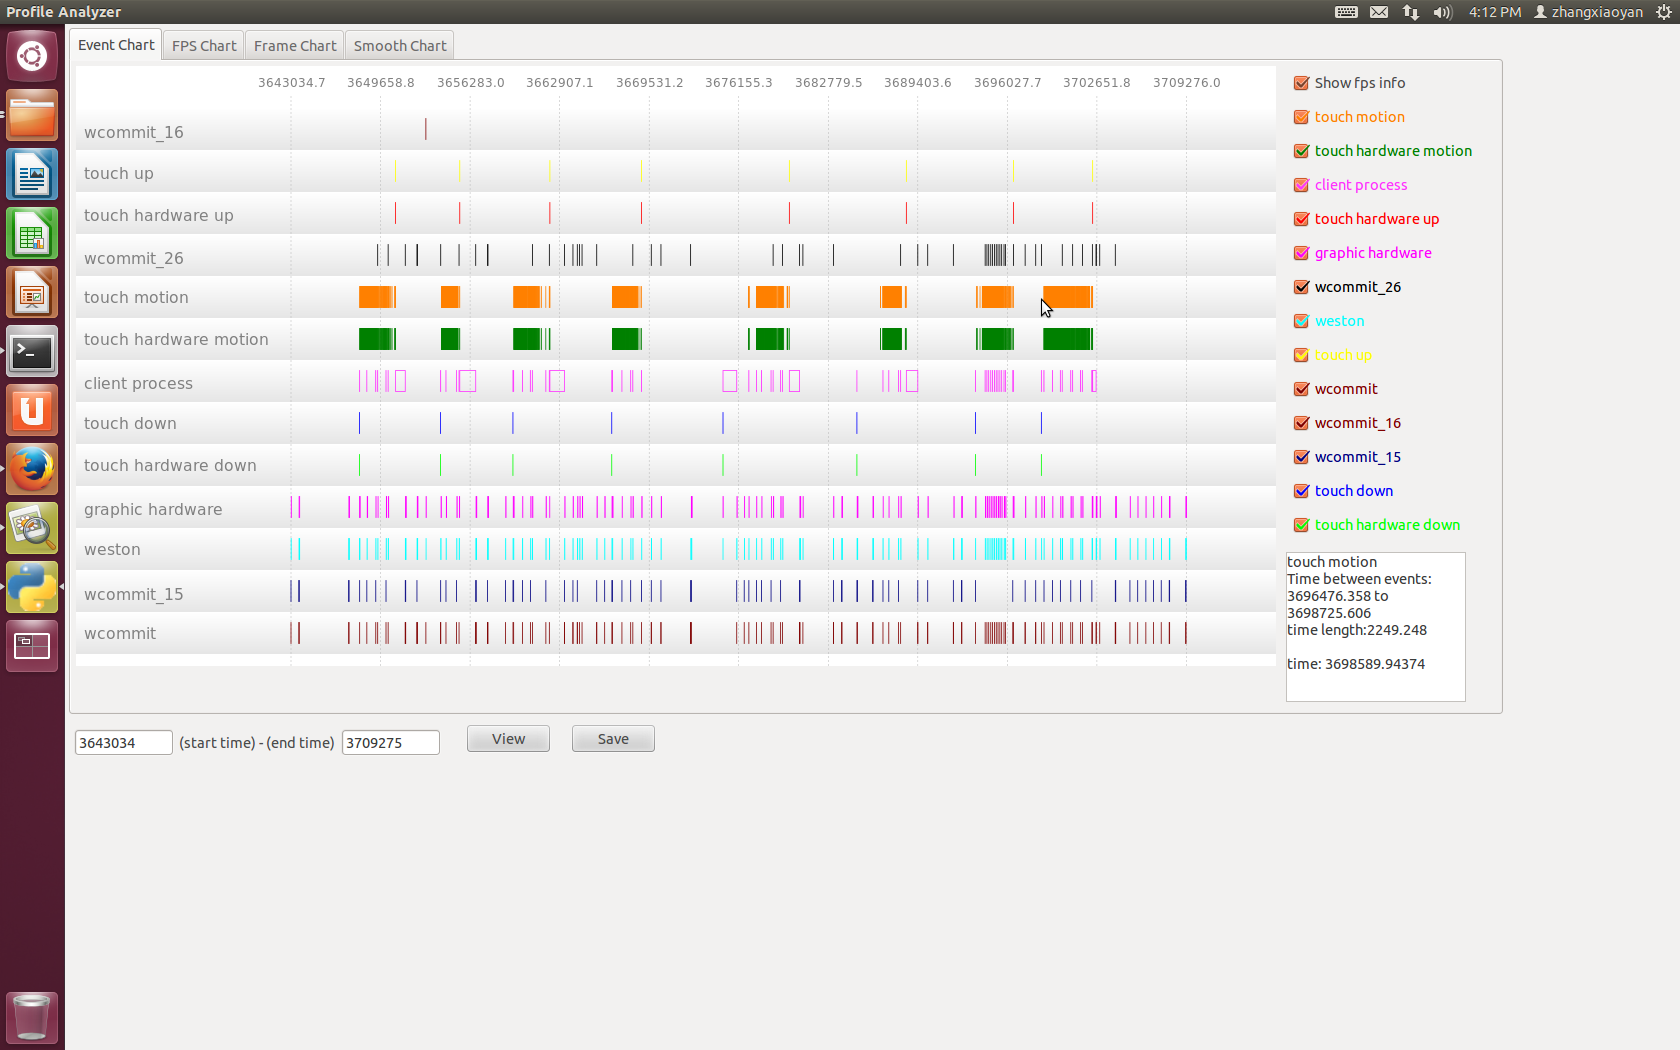 Profile Analyzer
4:12 PM
zhangxiaoyan
Event Chart
FPS Chart
Frame Chart
Smooth Chart
3643034.7 3649658.8 3656283.0 3662907.1 3669531.2 3676155.3 3682779.5 3689403.6 3696027.7 3702651.8 3709276.0
wcommit_16
touch up
touch hardware up
wcommit_26
touch motion
touch hardware motion
client process
touch down
touch hardware down
graphic hardware
weston
wcommit_15
wcommit
Show fps info
touch motion
touch hardware motion
client process
touch hardware up
graphic hardware
wcommit_26
weston
touch up
wcommit
wcommit_16
wcommit_15
touch down
touch hardware down
touch motion
Time between events:
3696476.358 to
3698725.606
time length:2249.248
time: 3698589.94374
3643034 (start time) - (end time) 3709275 View Save